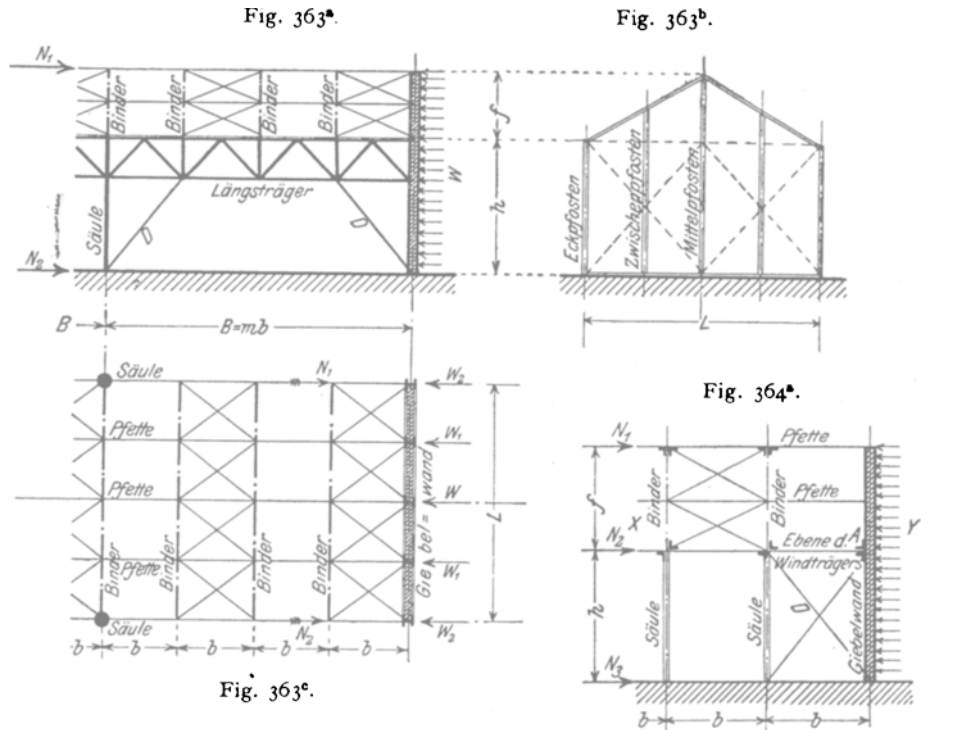 Fig. 363ᵃ.
N₁
Binder
Binder
Binder
Binder
W
Längsträger
Säule
D
D
N₂
B
B=mb
Fig. 363ᵇ.
f
h
Eckpfosten
Zwischenpfosten
Mittelpfosten
L
Säule
N₁
W₂
Pfette
W₁
Pfette
W
L
Giebel=wand
Pfette
W₁
Binder
Binder
Binder
Binder
Säule
N₂
W₂
b
b
b
b
b
Fig. 363ᶜ.
Fig. 364ᵃ.
N₁
Pfette
f
Binder
Binder
Pfette
X
Y
N₂
Ebene d. A
Windträgers
h
Säule
Säule
D
Giebelwand
N₃
b
b
b